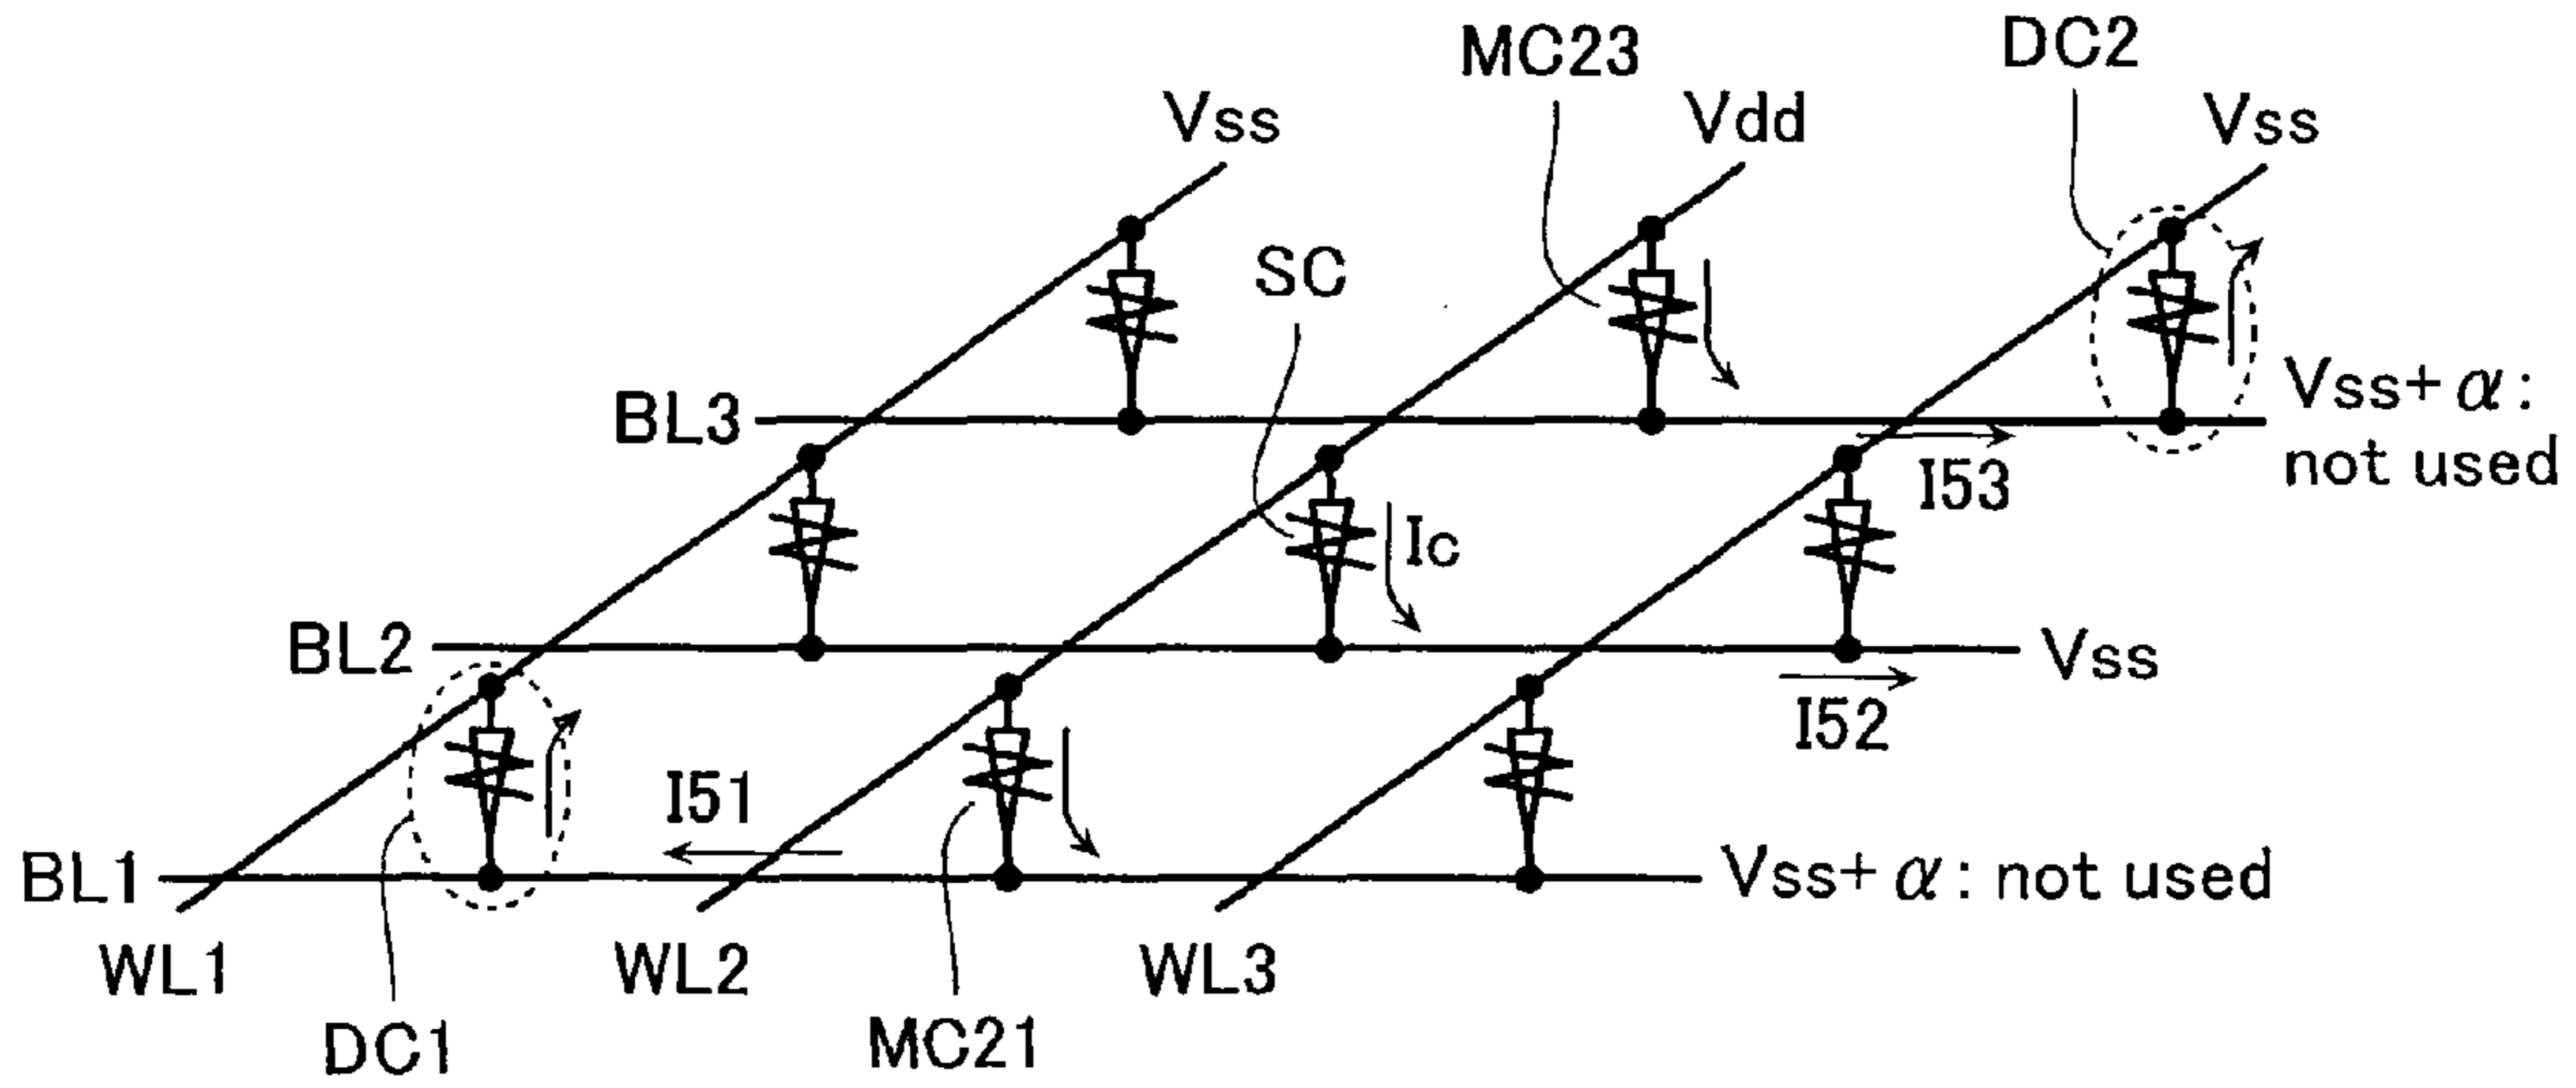 DC2
MC23
Vss
Vdd
Vss
SC
BL3
Vss+α:
not used
I53
Ic
BL2
Vss
I52
I51
BL1
Vss+α: not used
WL1
WL2
WL3
DC1
MC21